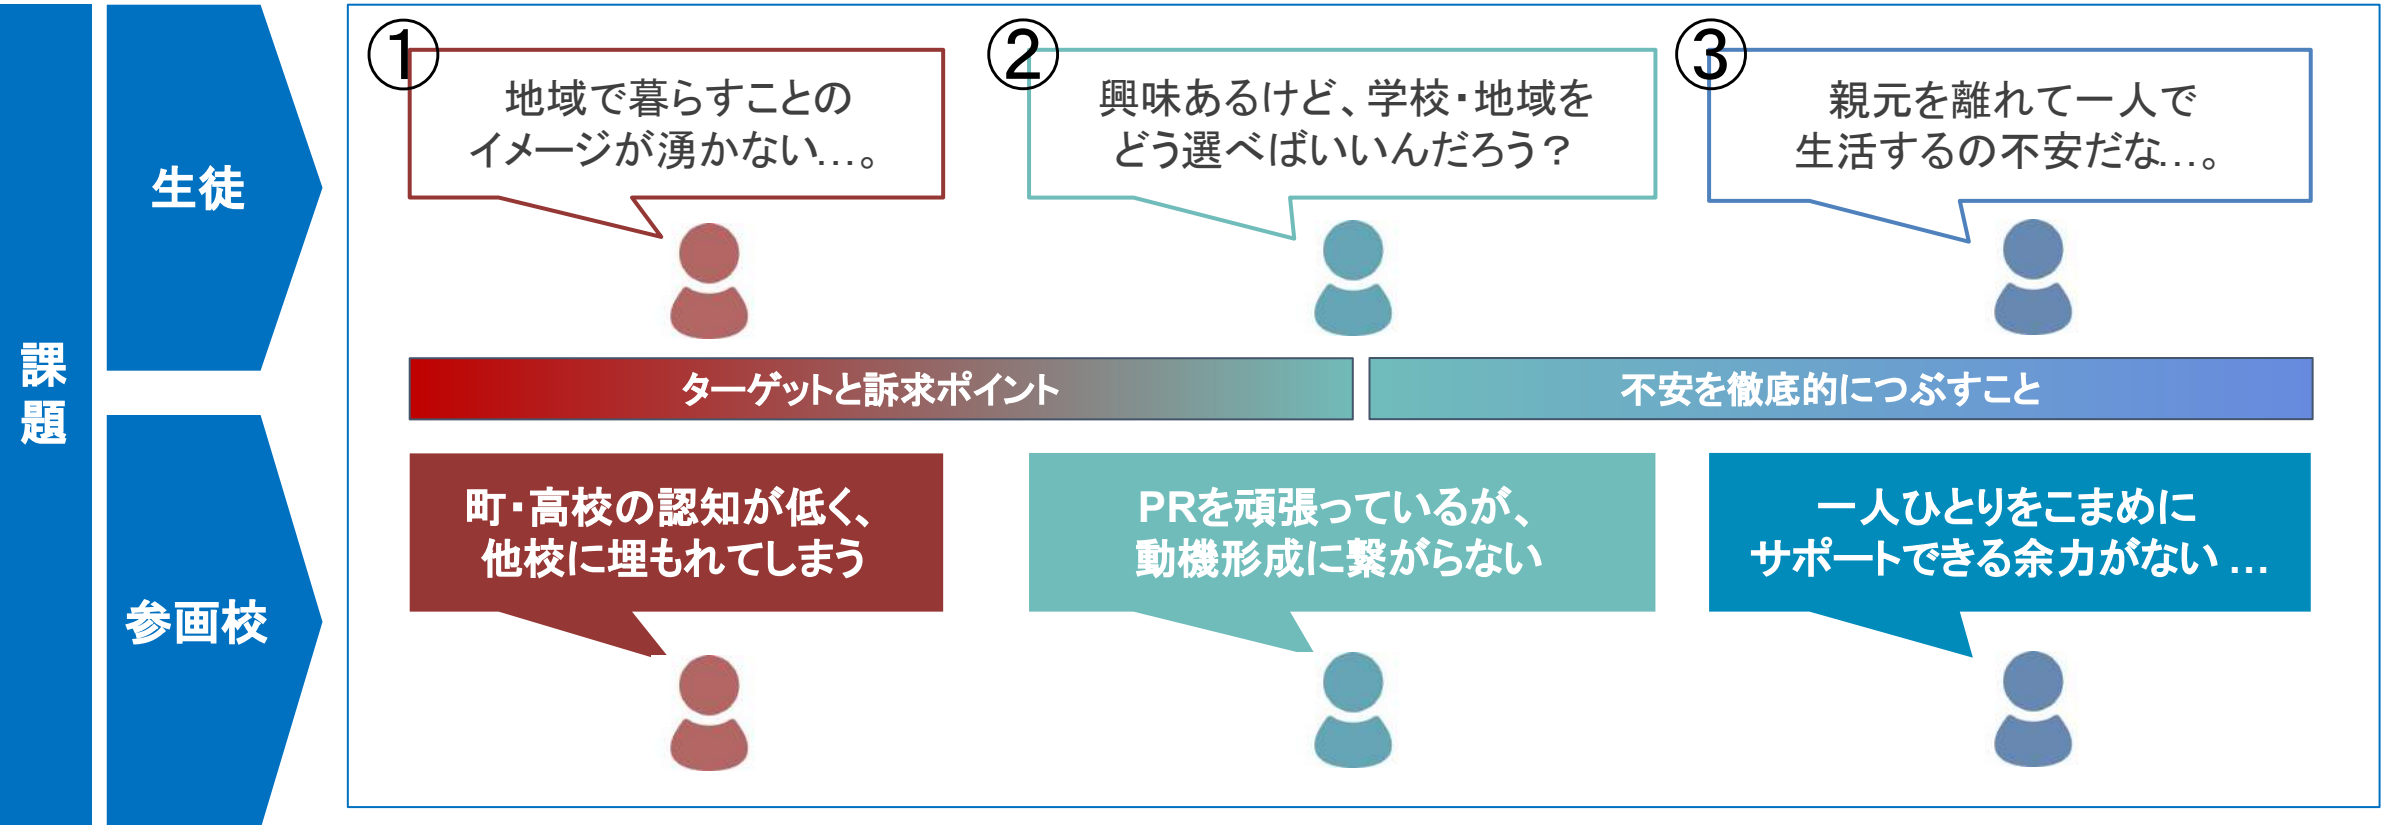 課
題
生徒
①
地域で暮らすことの
イメージが湧かない…。
②
興味あるけど、学校・地域を
どう選べばいいんだろう？
③
親元を離れて一人で
生活するの不安だな…。
ターゲットと訴求ポイント
不安を徹底的につぶすこと
参画校
町・高校の認知が低く、
他校に埋もれてしまう
PRを頑張っているが、
動機形成に繋がらない
一人ひとりをこまめに
サポートできる余力がない…